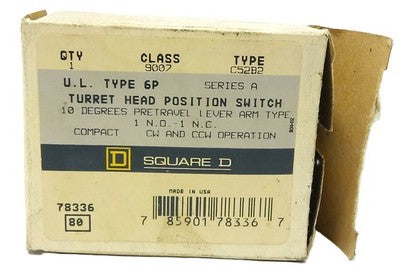 QTY CLASS TYPE
1 9007 C52B2
U.L. TYPE 6P SERIES A
TURRET HEAD POSITION SWITCH
10 DEGREES PRETRAVEL LEVER ARM TYPE
1 N.O.-1 N.C.
COMPACT CW AND CCW OPERATION
D SQUARE D
MADE IN USA
78336
80
7 85901 78336 7